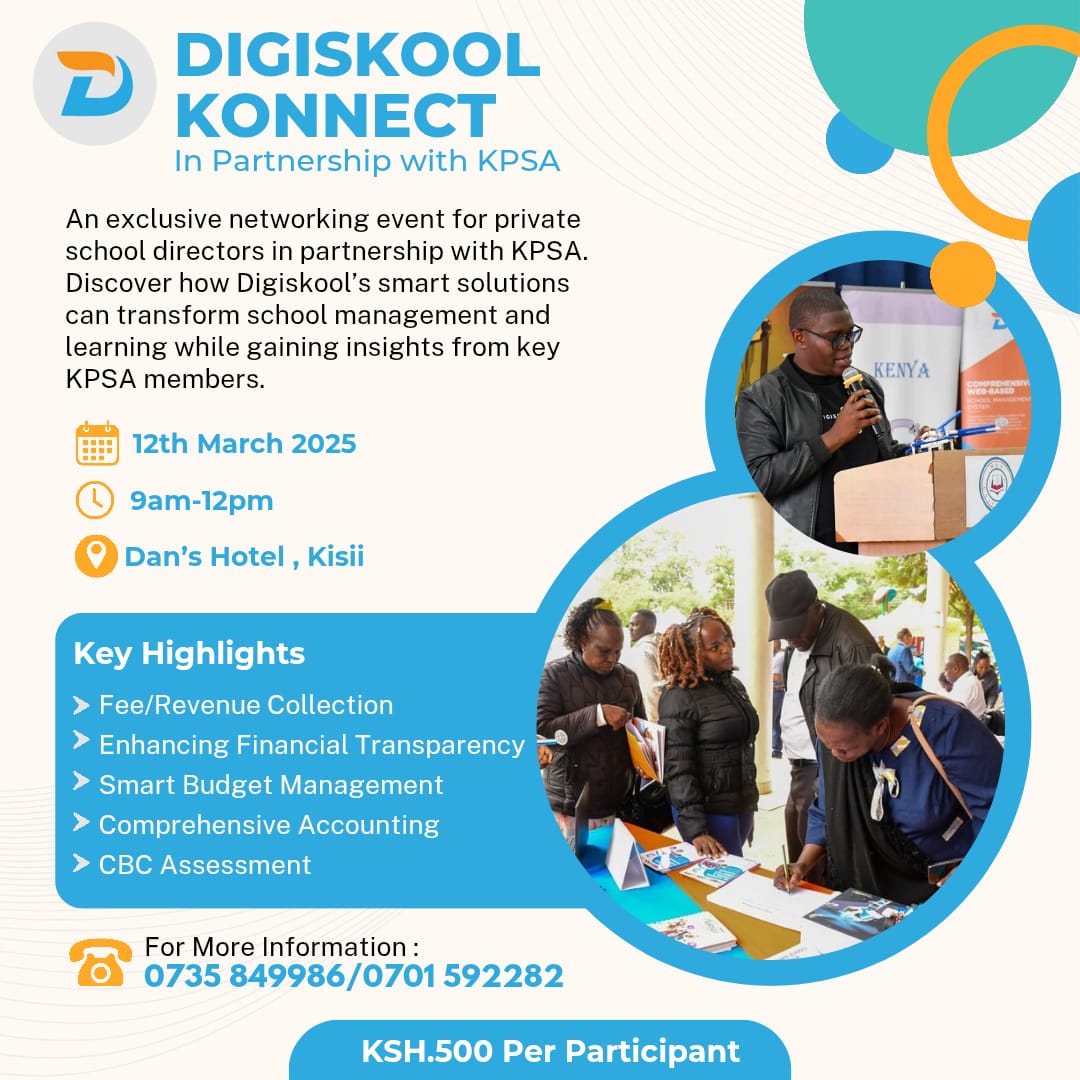 DIGISKOOL
KONNECT
In Partnership with KPSA
An exclusive networking event for private
school directors in partnership with KPSA.
Discover how Digiskool’s smart solutions
can transform school management and
learning while gaining insights from key
KPSA members.
12th March 2025
9am-12pm
Dan’s Hotel , Kisii
KENYA
COMPREHENSIVE
WEB-BASED
SCHOOL MANAGEMENT
SYSTEM
Key Highlights
Fee/Revenue Collection
Enhancing Financial Transparency
Smart Budget Management
Comprehensive Accounting
CBC Assessment
For More Information :
0735 849986/0701 592282
KSH.500 Per Participant